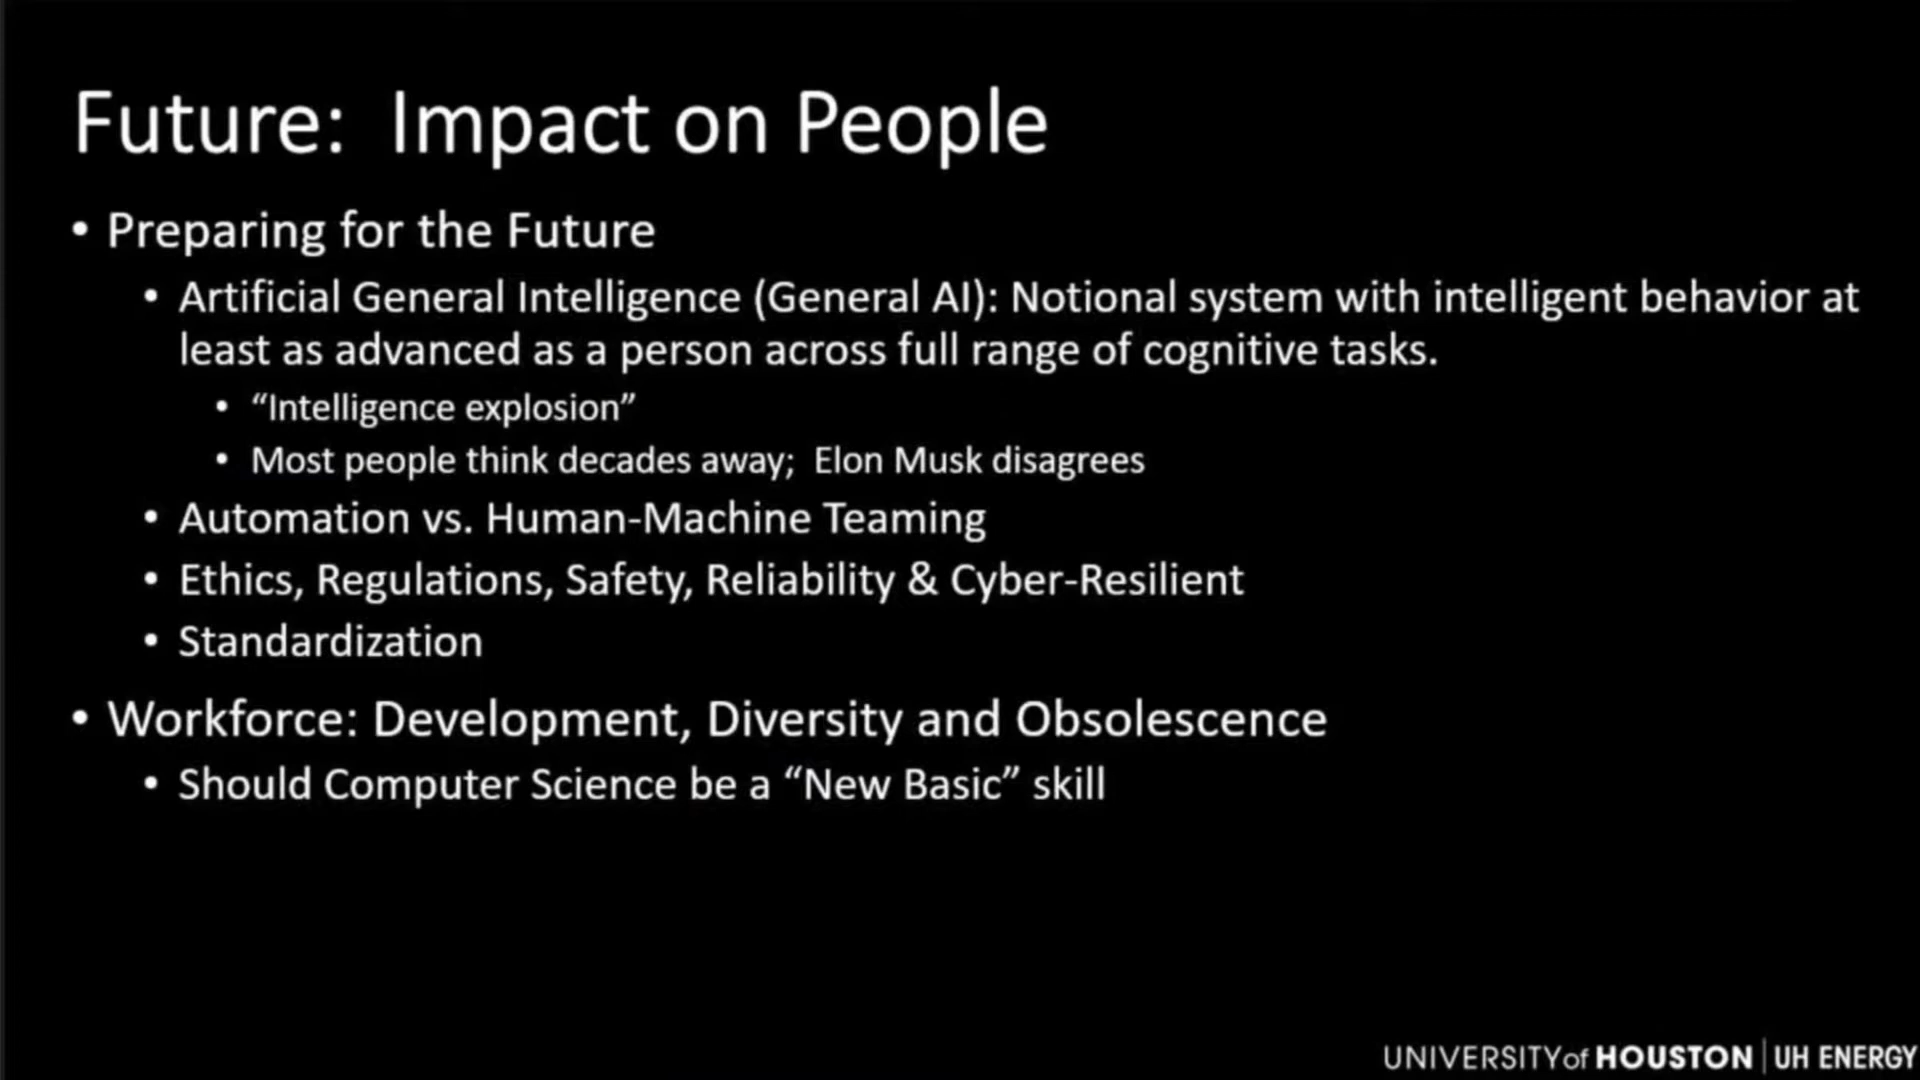 Future: Impact on People
• Preparing for the Future
• Artificial General Intelligence (General AI): Notional system with intelligent behavior at
least as advanced as a person across full range of cognitive tasks.
• “Intelligence explosion”
• Most people think decades away; Elon Musk disagrees
• Automation vs. Human-Machine Teaming
• Ethics, Regulations, Safety, Reliability & Cyber-Resilient
• Standardization
• Workforce: Development, Diversity and Obsolescence
• Should Computer Science be a “New Basic” skill
UNIVERSITY of HOUSTON | UH ENERGY